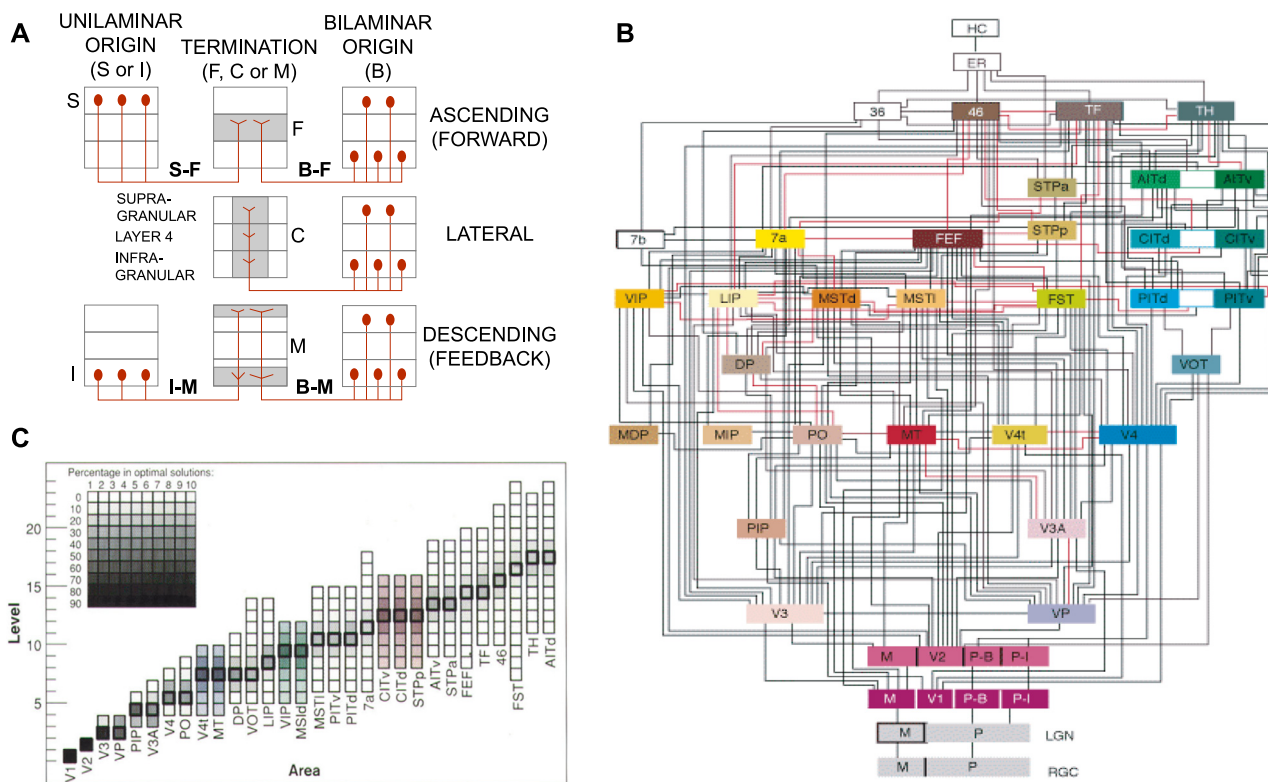 A
UNILAMINAR
ORIGIN
(S or I)
TERMINATION
(F, C or M)
BILAMINAR
ORIGIN
(B)
S
F
ASCENDING
(FORWARD)
S-F
B-F
SUPRA-
GRANULAR
LAYER 4
INFRA-
GRANULAR
C
LATERAL
M
DESCENDING
(FEEDBACK)
I
I-M
B-M
B
HC
ER
36
46
TF
TH
STPa
AITd
AITv
7b
7a
FEF
STPp
CITd
CITv
VIP
LIP
MSTd
MSTl
FST
PITd
PITv
DP
VOT
MDP
MIP
PO
MT
V4t
V4
PIP
V3A
V3
VP
M
V2
P-B
P-I
M
V1
P-B
P-I
M
P
LGN
M
P
RGC
C
Percentage in optimal solutions:
1 2 3 4 5 6 7 8 9 10
0
10
20
30
40
50
60
70
80
90
Level
20
15
10
5
V1
V2
V3
VP
PIP
V3A
V4
PO
V4t
MT
DP
VOT
LIP
VIP
MSTd
MSTl
PITv
PITd
7a
CITv
CITd
STPp
AITv
STPa
FEF
TF
46
FST
TH
AITd
Area